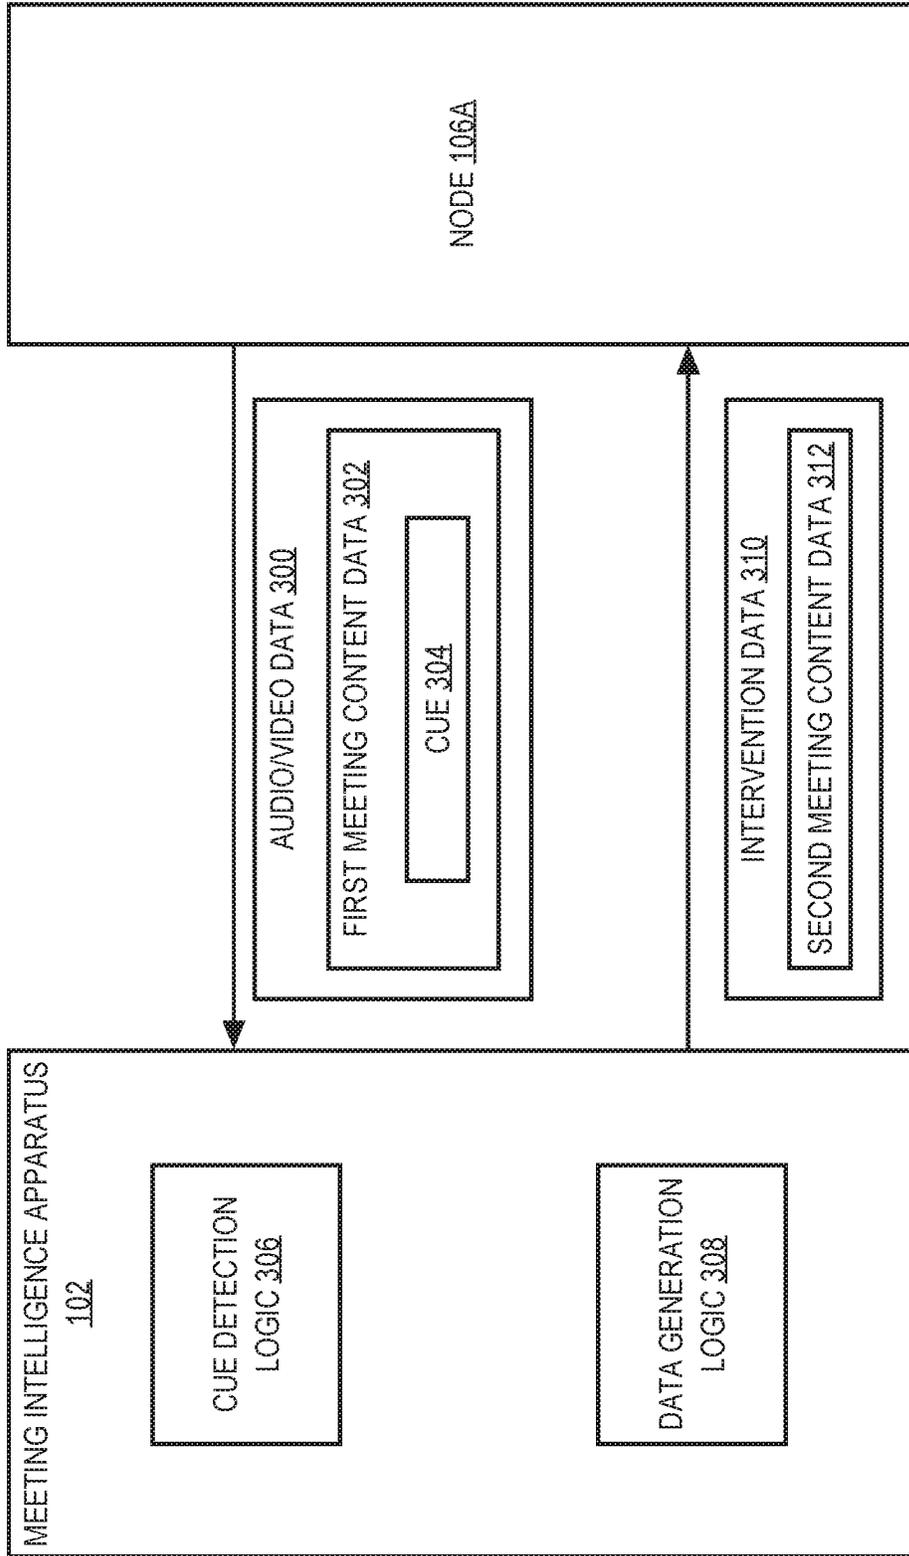 MEETING INTELLIGENCE APPARATUS
102
CUE DETECTION
LOGIC 306
DATA GENERATION
LOGIC 308
AUDIO/VIDEO DATA 300
FIRST MEETING CONTENT DATA 302
CUE 304
INTERVENTION DATA 310
SECOND MEETING CONTENT DATA 312
NODE 106A